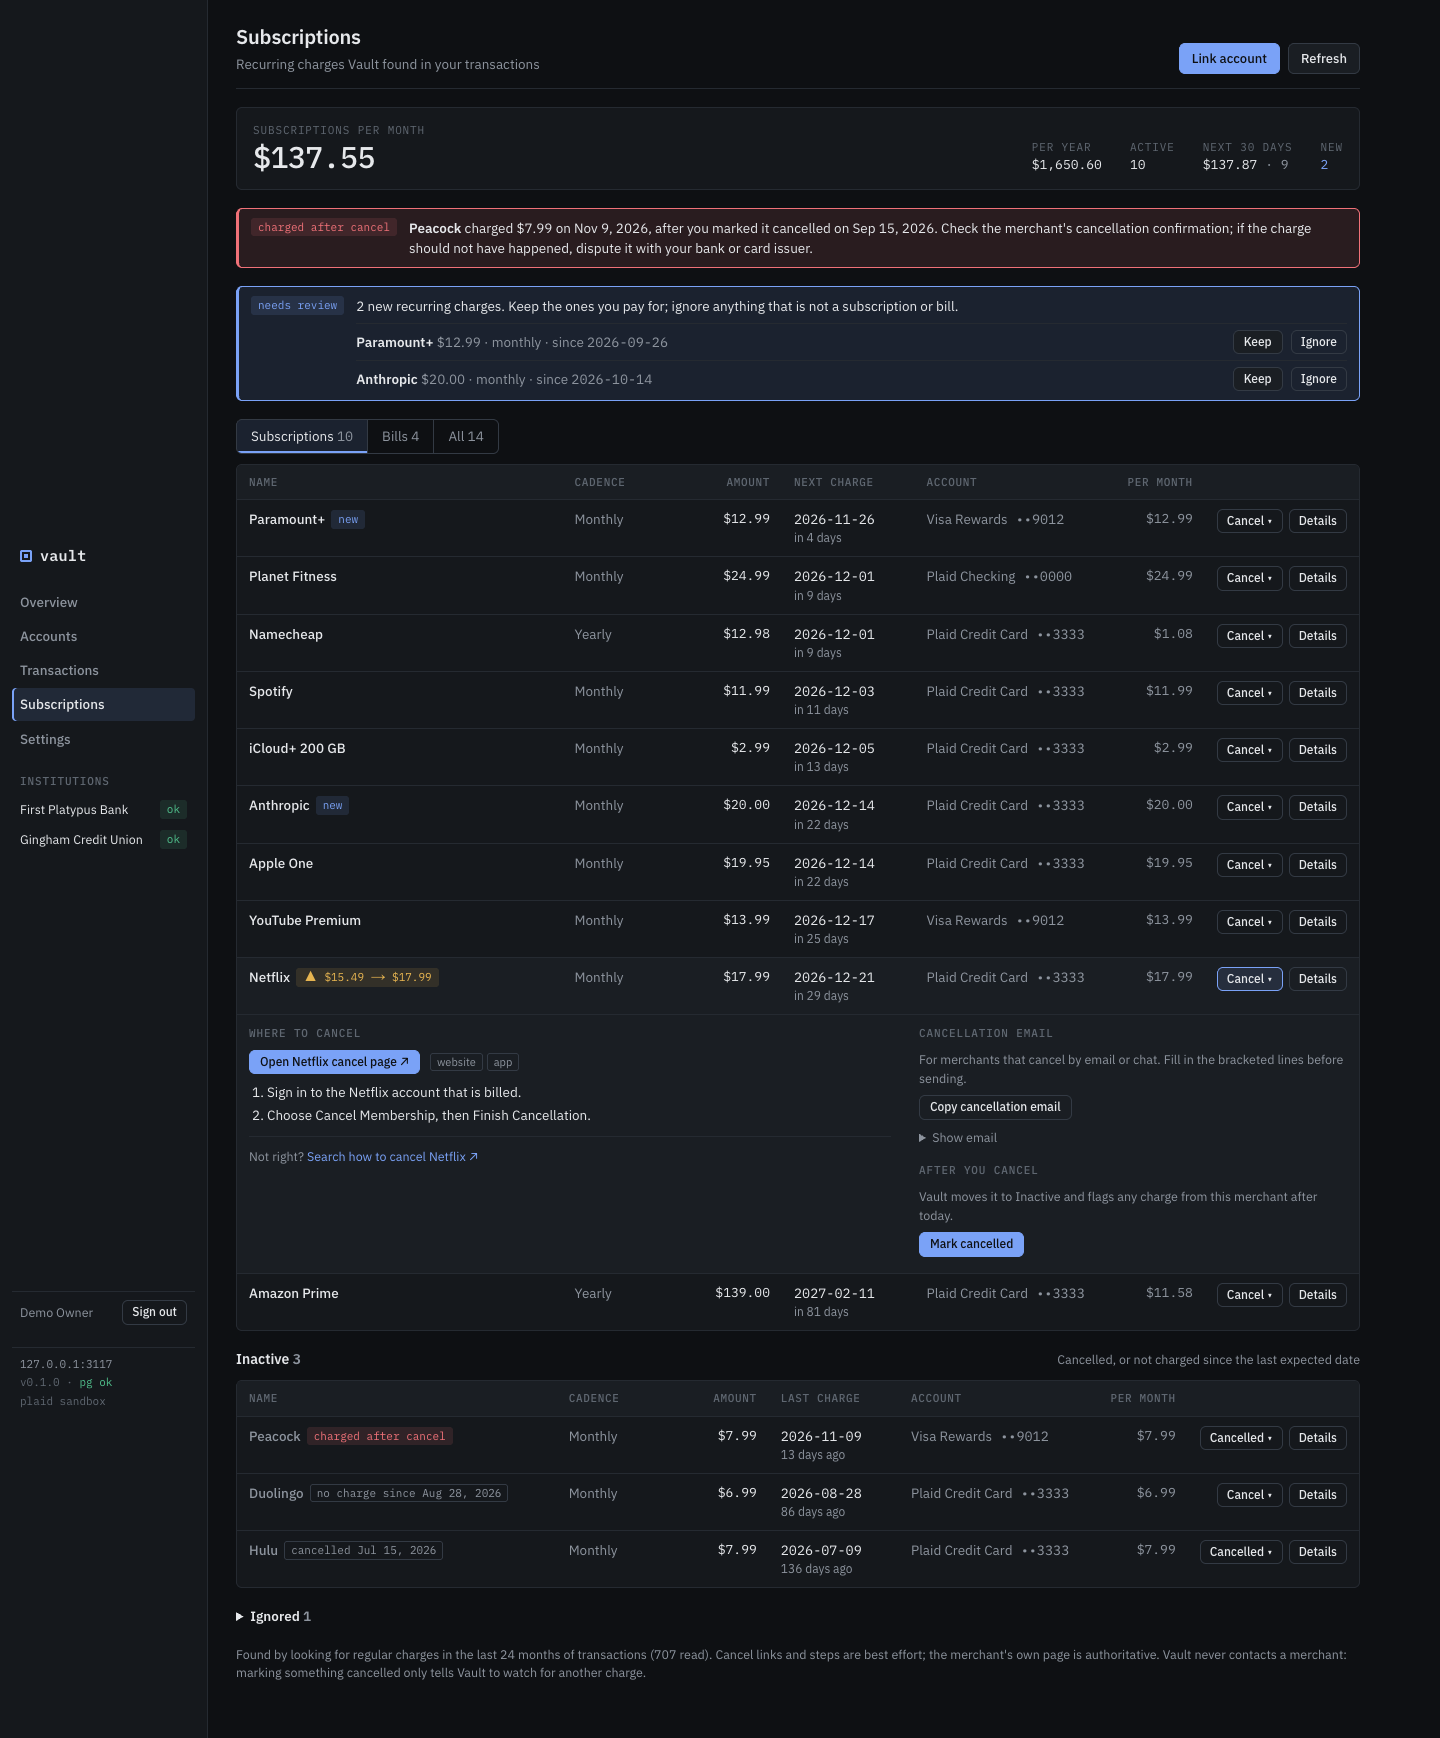 vault
Overview
Accounts
Transactions
Subscriptions
Settings
INSTITUTIONS
First Platypus Bank ok
Gingham Credit Union ok
Demo Owner Sign out
127.0.0.1:3117
v0.1.0 · pg ok
plaid sandbox
Subscriptions
Recurring charges Vault found in your transactions
Link account Refresh
SUBSCRIPTIONS PER MONTH
$137.55
PER YEAR ACTIVE NEXT 30 DAYS NEW
$1,650.60 10 $137.87 · 9 2
charged after cancel Peacock charged $7.99 on Nov 9, 2026, after you marked it cancelled on Sep 15, 2026. Check the merchant's cancellation confirmation; if the charge
should not have happened, dispute it with your bank or card issuer.
needs review 2 new recurring charges. Keep the ones you pay for; ignore anything that is not a subscription or bill.
Paramount+ $12.99 · monthly · since 2026-09-26 Keep Ignore
Anthropic $20.00 · monthly · since 2026-10-14 Keep Ignore
Subscriptions 10 Bills 4 All 14
NAME CADENCE AMOUNT NEXT CHARGE ACCOUNT PER MONTH
Paramount+ new Monthly $12.99 2026-11-26 Visa Rewards ••9012 $12.99 Cancel ▾ Details
in 4 days
Planet Fitness Monthly $24.99 2026-12-01 Plaid Checking ••0000 $24.99 Cancel ▾ Details
in 9 days
Namecheap Yearly $12.98 2026-12-01 Plaid Credit Card ••3333 $1.08 Cancel ▾ Details
in 9 days
Spotify Monthly $11.99 2026-12-03 Plaid Credit Card ••3333 $11.99 Cancel ▾ Details
in 11 days
iCloud+ 200 GB Monthly $2.99 2026-12-05 Plaid Credit Card ••3333 $2.99 Cancel ▾ Details
in 13 days
Anthropic new Monthly $20.00 2026-12-14 Plaid Credit Card ••3333 $20.00 Cancel ▾ Details
in 22 days
Apple One Monthly $19.95 2026-12-14 Plaid Credit Card ••3333 $19.95 Cancel ▾ Details
in 22 days
YouTube Premium Monthly $13.99 2026-12-17 Visa Rewards ••9012 $13.99 Cancel ▾ Details
in 25 days
Netflix ▲ $15.49 → $17.99 Monthly $17.99 2026-12-21 Plaid Credit Card ••3333 $17.99 Cancel ▾ Details
in 29 days
WHERE TO CANCEL
Open Netflix cancel page ↗ website app
1. Sign in to the Netflix account that is billed.
2. Choose Cancel Membership, then Finish Cancellation.
Not right? Search how to cancel Netflix ↗
CANCELLATION EMAIL
For merchants that cancel by email or chat. Fill in the bracketed lines before
sending.
Copy cancellation email
▶ Show email
AFTER YOU CANCEL
Vault moves it to Inactive and flags any charge from this merchant after
today.
Mark cancelled
Amazon Prime Yearly $139.00 2027-02-11 Plaid Credit Card ••3333 $11.58 Cancel ▾ Details
in 81 days
Inactive 3 Cancelled, or not charged since the last expected date
NAME CADENCE AMOUNT LAST CHARGE ACCOUNT PER MONTH
Peacock charged after cancel Monthly $7.99 2026-11-09 Visa Rewards ••9012 $7.99 Cancelled ▾ Details
13 days ago
Duolingo no charge since Aug 28, 2026 Monthly $6.99 2026-08-28 Plaid Credit Card ••3333 $6.99 Cancel ▾ Details
86 days ago
Hulu cancelled Jul 15, 2026 Monthly $7.99 2026-07-09 Plaid Credit Card ••3333 $7.99 Cancelled ▾ Details
136 days ago
▶ Ignored 1
Found by looking for regular charges in the last 24 months of transactions (707 read). Cancel links and steps are best effort; the merchant's own page is authoritative. Vault never contacts a merchant:
marking something cancelled only tells Vault to watch for another charge.